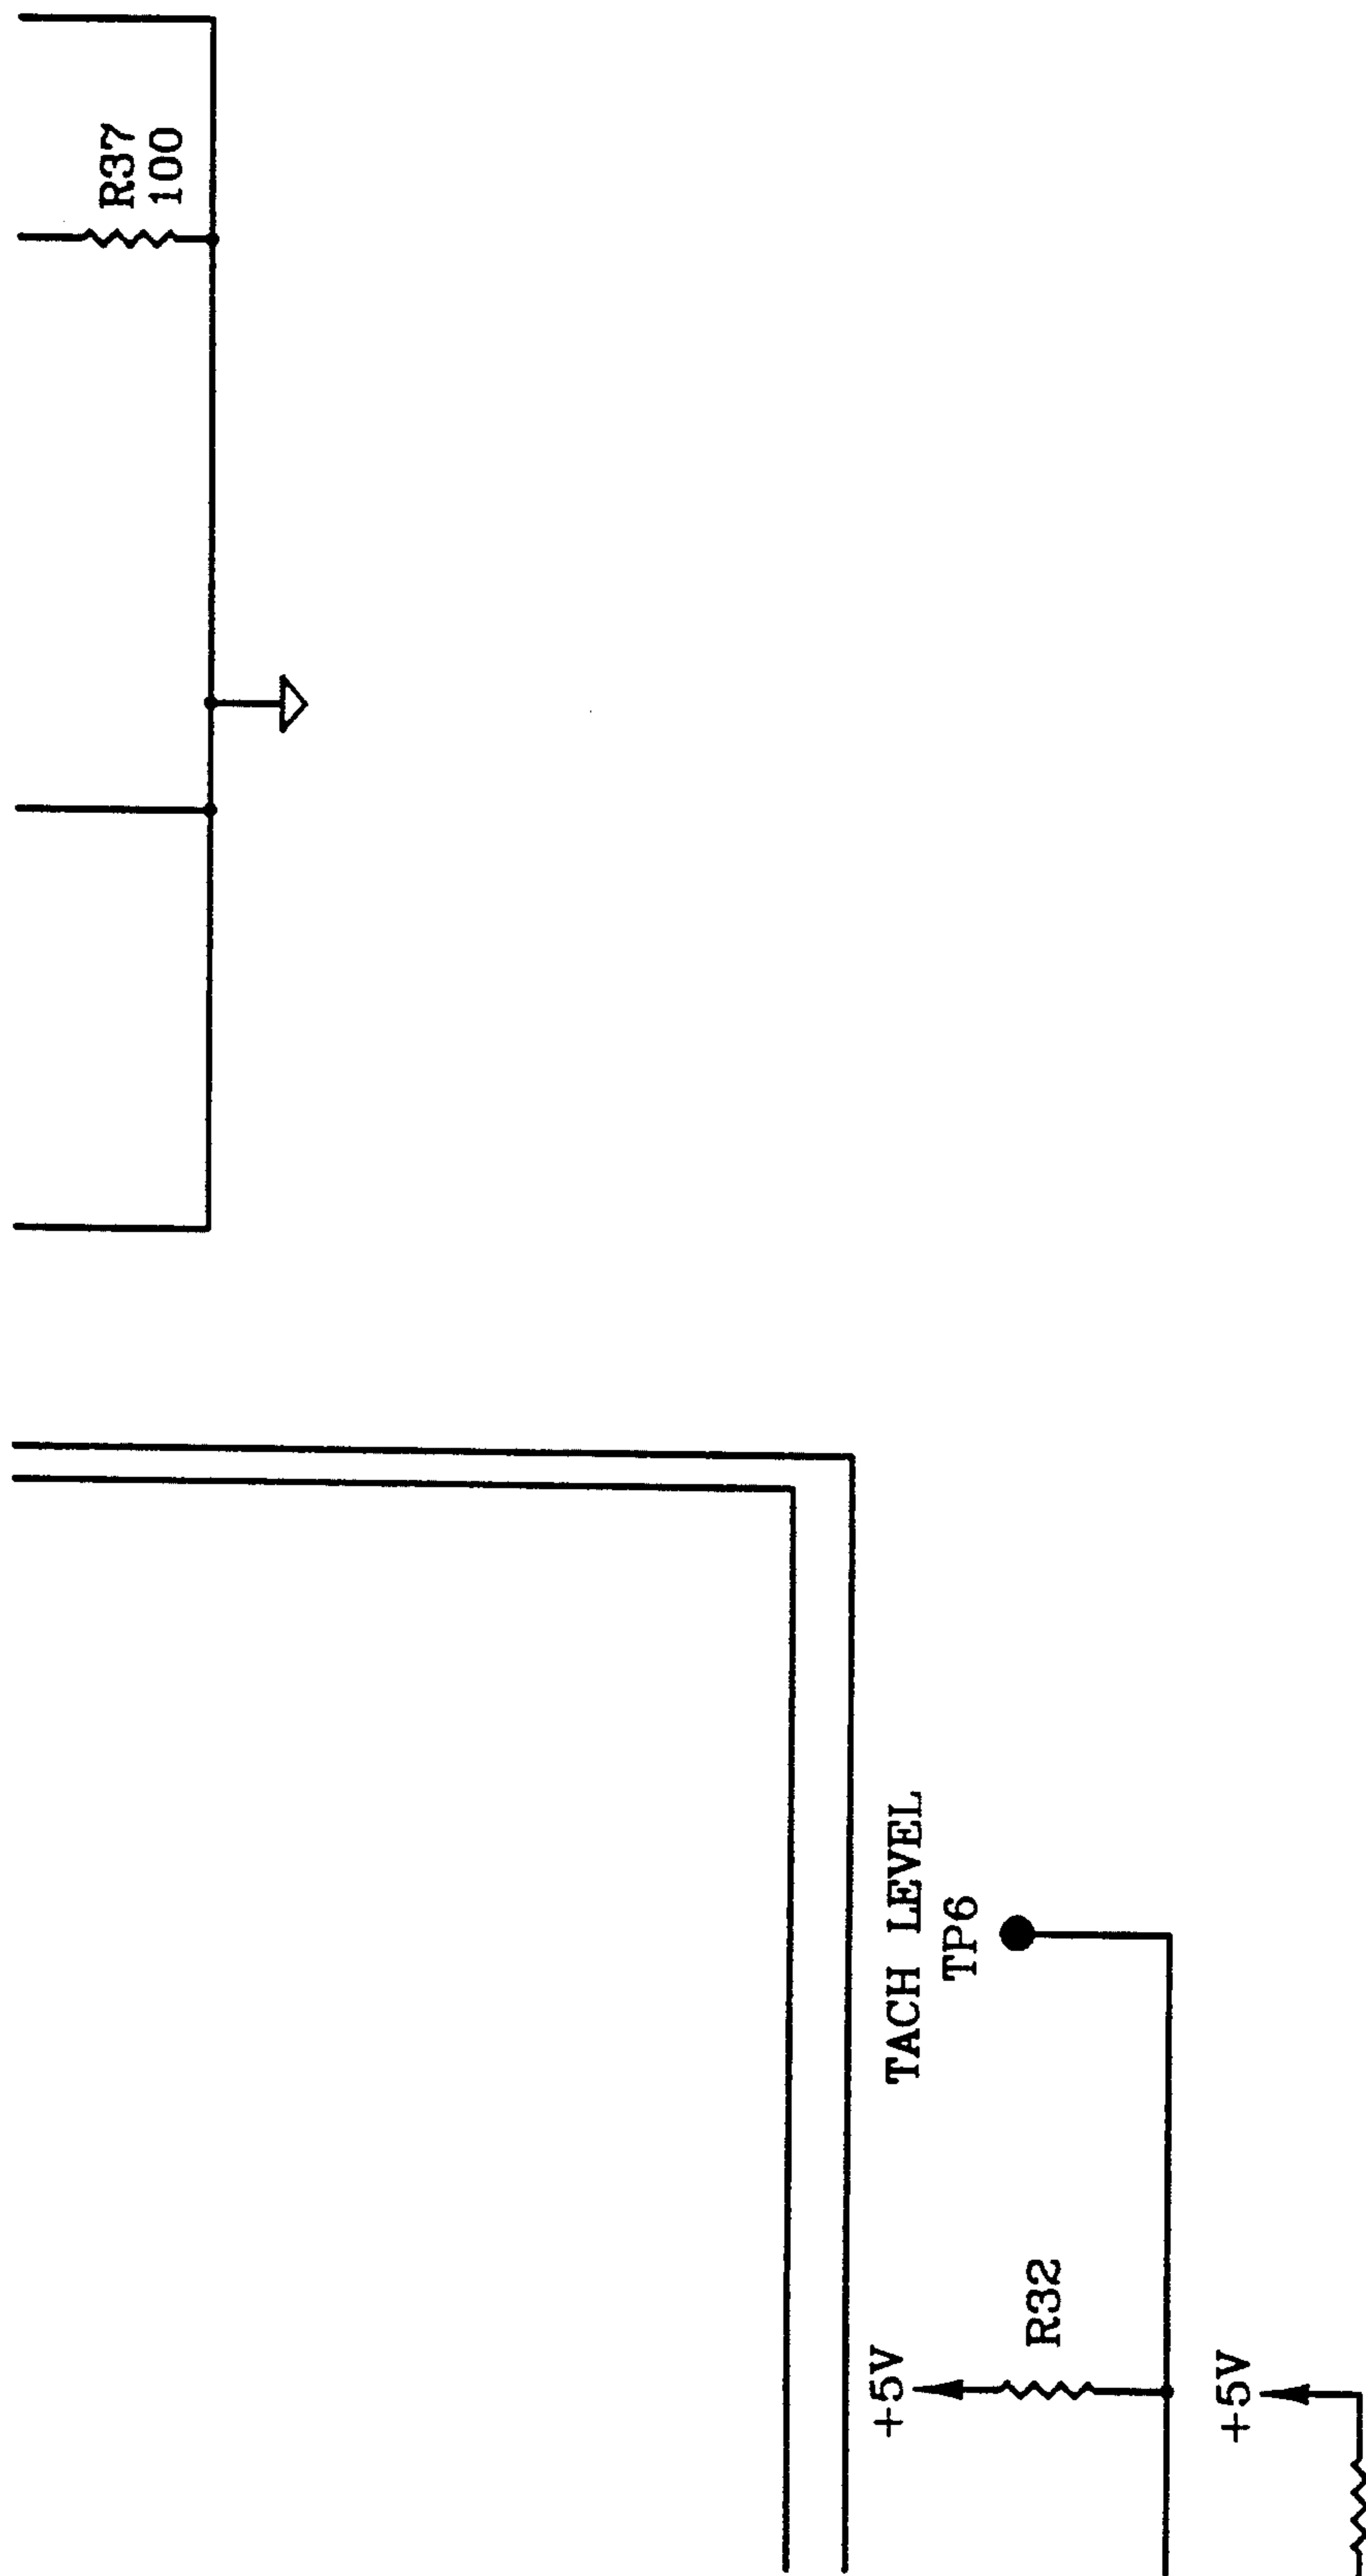 R37
100
TACH LEVEL
TP6
R32
+5V
+5V